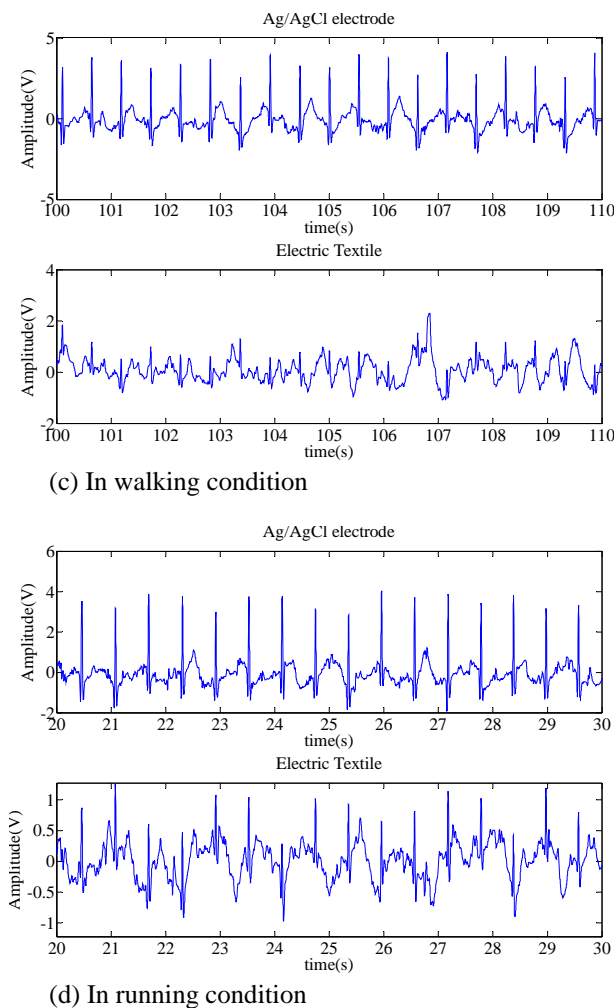 Ag/AgCl electrode
5
0
-5
Amplitude(V)
100 101 102 103 104 105 106 107 108 109 110
time(s)
Electric Textile
4
2
0
-2
Amplitude(V)
100 101 102 103 104 105 106 107 108 109 110
time(s)
(c) In walking condition
Ag/AgCl electrode
6
4
2
0
-2
Amplitude(V)
20 21 22 23 24 25 26 27 28 29 30
time(s)
Electric Textile
1
0.5
0
-0.5
-1
Amplitude(V)
20 21 22 23 24 25 26 27 28 29 30
time(s)
(d) In running condition